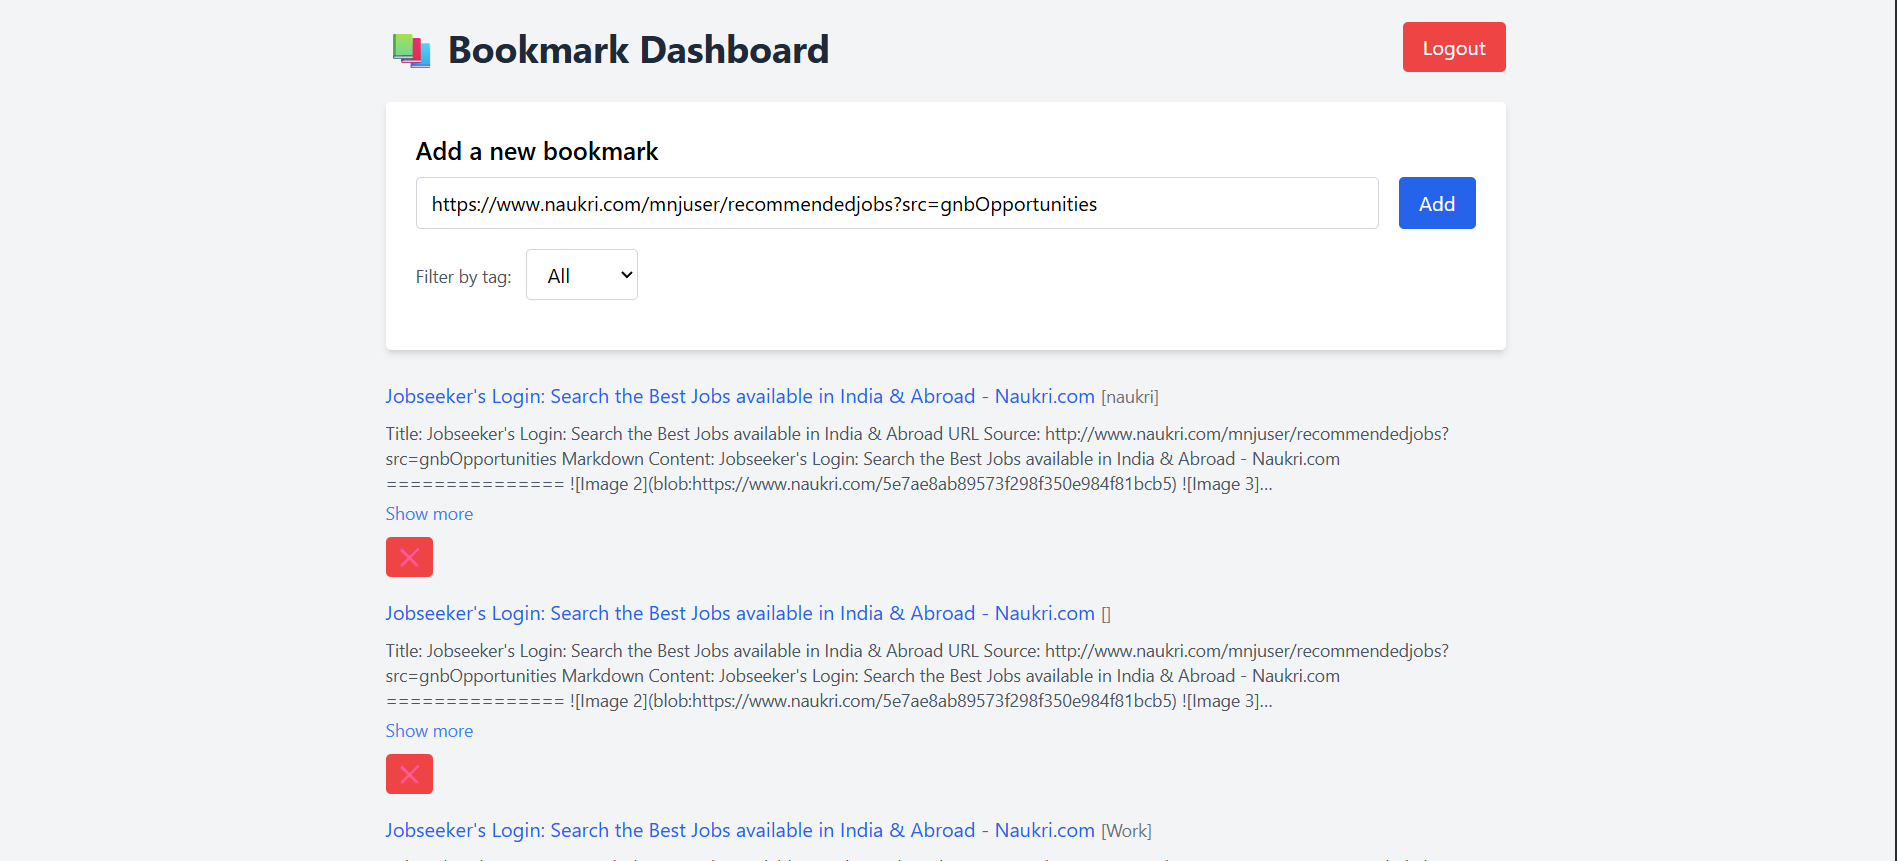 Bookmark Dashboard
Logout
Add a new bookmark
https://www.naukri.com/mnjuser/recommendedjobs?src=gnbOpportunities
Add
Filter by tag:
All
Jobseeker's Login: Search the Best Jobs available in India & Abroad - Naukri.com [naukri]
Title: Jobseeker's Login: Search the Best Jobs available in India & Abroad URL Source: http://www.naukri.com/mnjuser/recommendedjobs?
src=gnbOpportunities Markdown Content: Jobseeker's Login: Search the Best Jobs available in India & Abroad - Naukri.com
=============== ![Image 2](blob:https://www.naukri.com/5e7ae8ab89573f298f350e984f81bcb5) ![Image 3]...
Show more
Jobseeker's Login: Search the Best Jobs available in India & Abroad - Naukri.com []
Title: Jobseeker's Login: Search the Best Jobs available in India & Abroad URL Source: http://www.naukri.com/mnjuser/recommendedjobs?
src=gnbOpportunities Markdown Content: Jobseeker's Login: Search the Best Jobs available in India & Abroad - Naukri.com
=============== ![Image 2](blob:https://www.naukri.com/5e7ae8ab89573f298f350e984f81bcb5) ![Image 3]...
Show more
Jobseeker's Login: Search the Best Jobs available in India & Abroad - Naukri.com [Work]